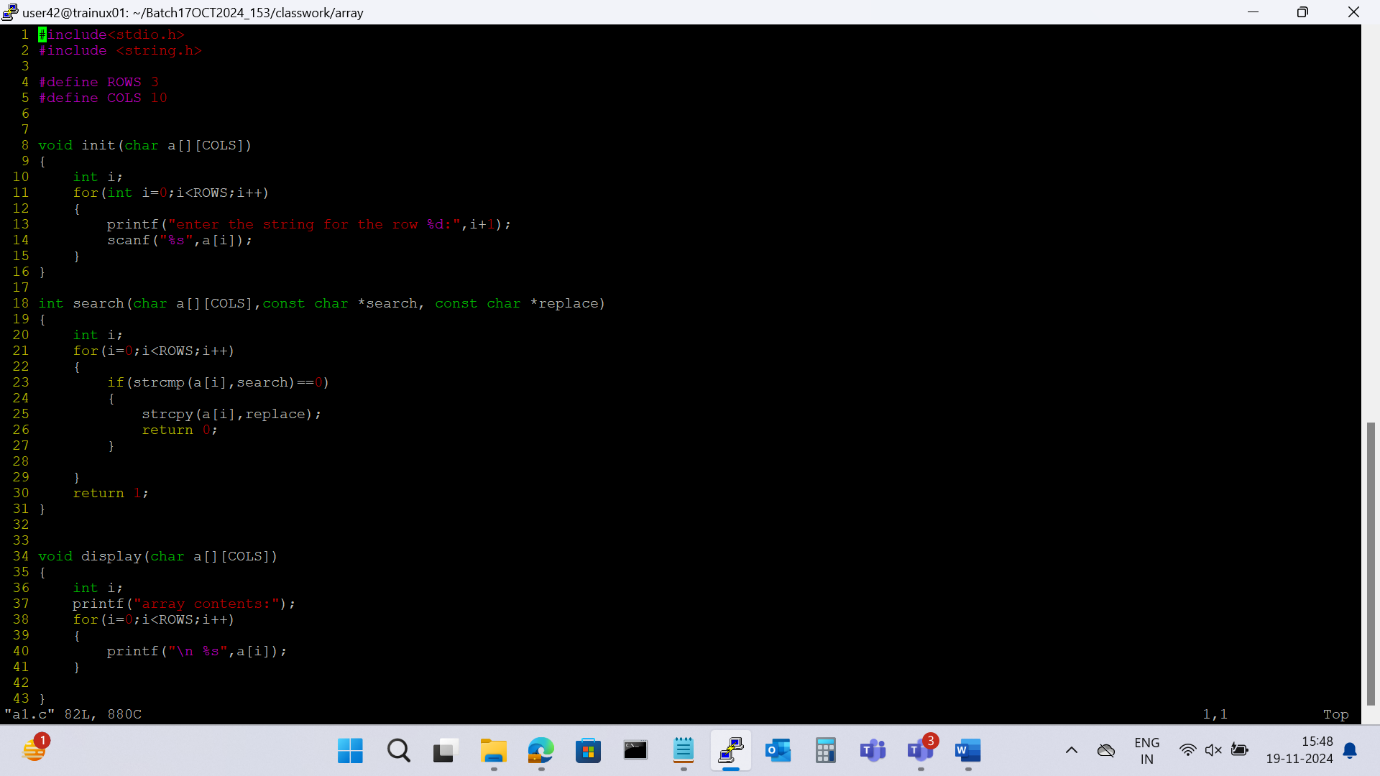 user42@trainux01: ~/Batch17OCT2024_153/classwork/array
1 #include<stdio.h>
2 #include <string.h>
3
4 #define ROWS 3
5 #define COLS 10
6
7
8 void init(char a[][COLS])
9 {
10     int i;
11     for(int i=0;i<ROWS;i++)
12     {
13         printf("enter the string for the row %d:",i+1);
14         scanf("%s",a[i]);
15     }
16 }
17
18 int search(char a[][COLS],const char *search, const char *replace)
19 {
20     int i;
21     for(i=0;i<ROWS;i++)
22     {
23         if(strcmp(a[i],search)==0)
24         {
25             strcpy(a[i],replace);
26             return 0;
27         }
28
29     }
30     return 1;
31 }
32
33
34 void display(char a[][COLS])
35 {
36     int i;
37     printf("array contents:");
38     for(i=0;i<ROWS;i++)
39     {
40         printf("\n %s",a[i]);
41     }
42
43 }
"a1.c" 82L, 880C 1,1 Top
1
3
ENG
IN
15:48
19-11-2024